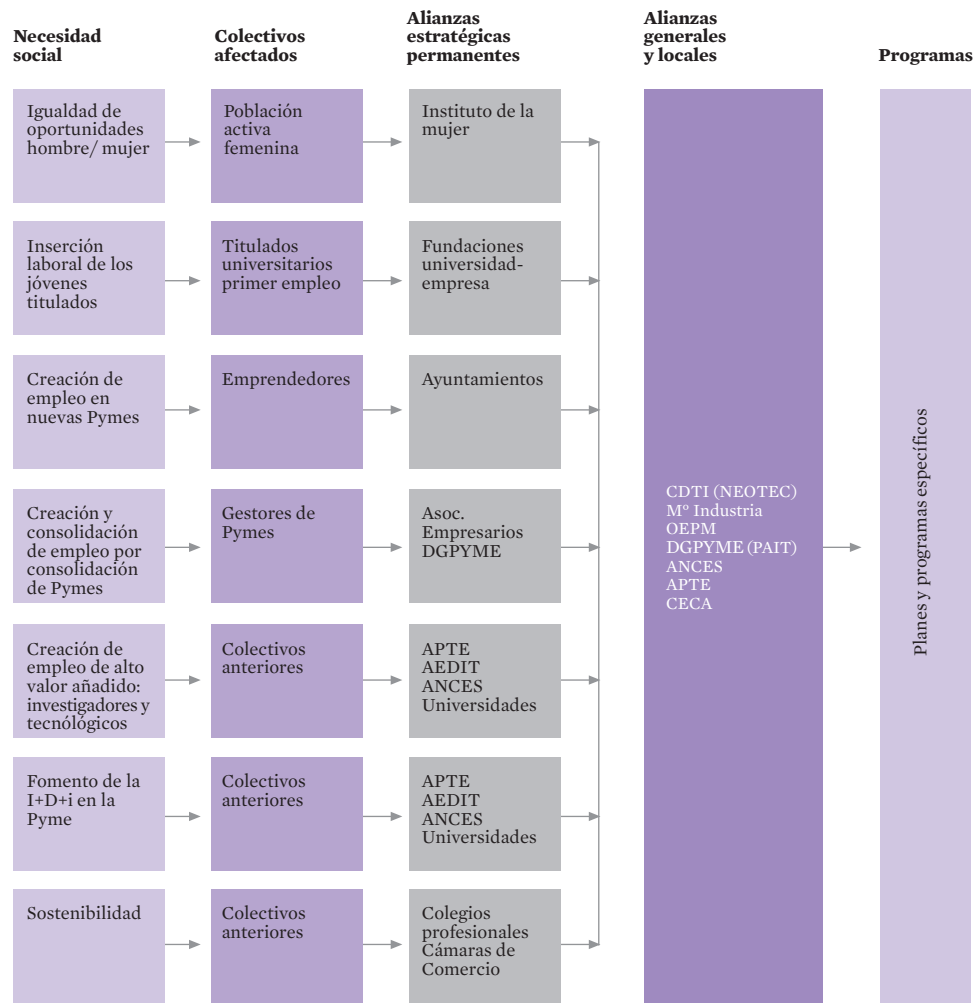 Necesidad
social
Colectivos
afectados
Alianzas
estratégicas
permanentes
Alianzas
generales
y locales
Programas
Igualdad de
oportunidades
hombre/ mujer
Población
activa
femenina
Instituto de la
mujer
Inserción
laboral de los
jóvenes
titulados
Titulados
universitarios
primer empleo
Fundaciones
universidad-
empresa
Creación de
empleo en
nuevas Pymes
Emprendedores
Ayuntamientos
Creación y
consolidación
de empleo por
consolidación
de Pymes
Gestores de
Pymes
Asoc.
Empresarios
DGPYME
Creación de
empleo de alto
valor añadido:
investigadores y
tecnólógicos
Colectivos
anteriores
APTE
AEDIT
ANCES
Universidades
Fomento de la
I+D+i en la
Pyme
Colectivos
anteriores
APTE
AEDIT
ANCES
Universidades
Sostenibilidad
Colectivos
anteriores
Colegios
profesionales
Cámaras de
Comercio
CDTI (NEOTEC)
Mº Industria
OEPM
DGPYME (PAIT)
ANCES
APTE
CECA
Planes y programas específicos